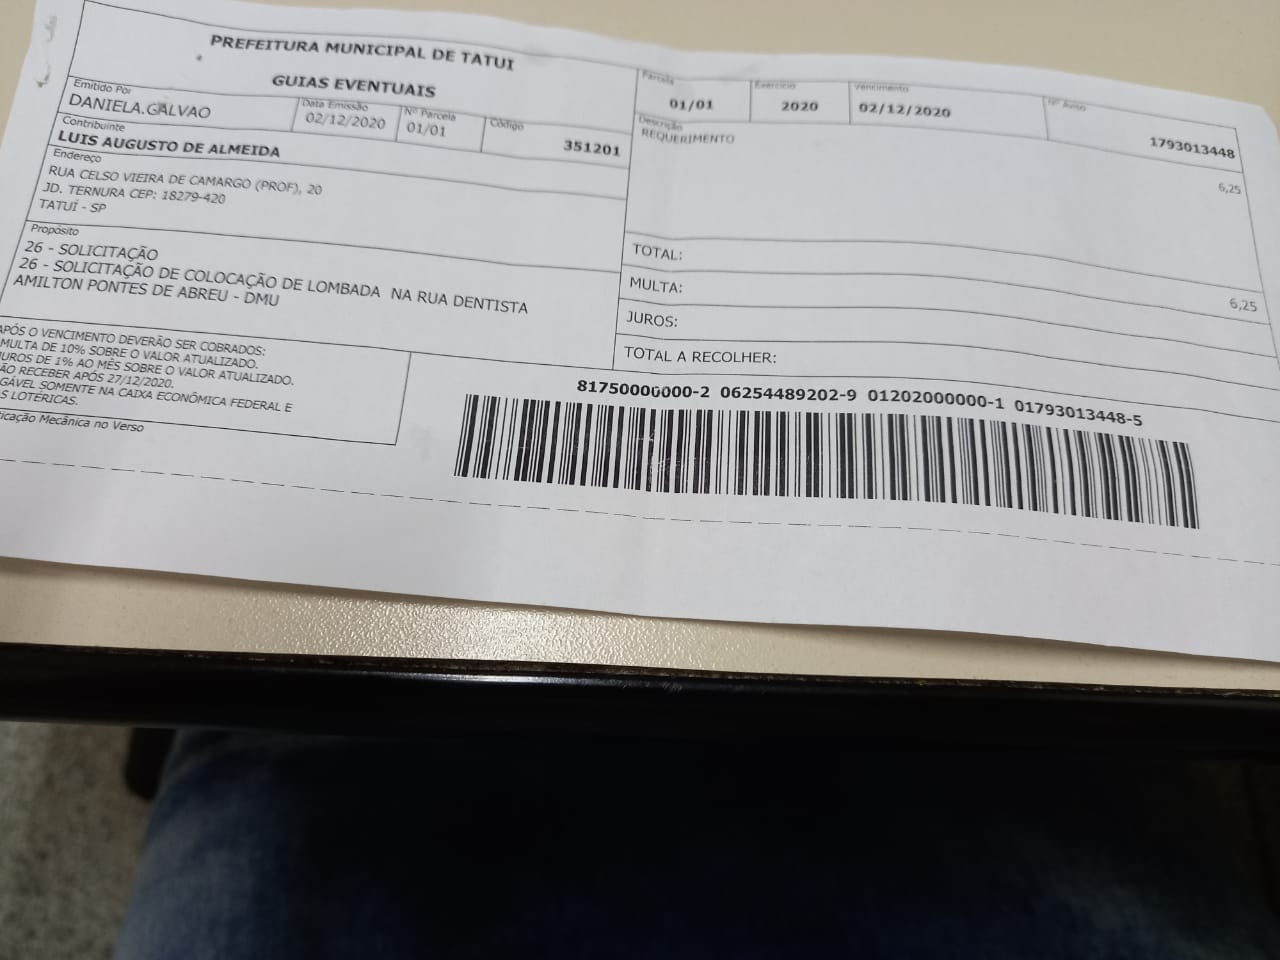 PREFEITURA MUNICIPAL DE TATUI
GUIAS EVENTUAIS
Emitido Por
DANIELA.GALVAO
Data Emissão
02/12/2020
Nº Parcela
01/01
Código
351201
Contribuinte
LUIS AUGUSTO DE ALMEIDA
Endereço
RUA CELSO VIEIRA DE CAMARGO (PROF), 20
JD. TERNURA CEP: 18279-420
TATUÍ - SP
Propósito
26 - SOLICITAÇÃO
26 - SOLICITAÇÃO DE COLOCAÇÃO DE LOMBADA NA RUA DENTISTA
AMILTON PONTES DE ABREU - DMU
APÓS O VENCIMENTO DEVERÃO SER COBRADOS:
MULTA DE 10% SOBRE O VALOR ATUALIZADO.
UROS DE 1% AO MÊS SOBRE O VALOR ATUALIZADO.
ÃO RECEBER APÓS 27/12/2020.
GÁVEL SOMENTE NA CAIXA ECONÔMICA FEDERAL E
S LOTÉRICAS.
icação Mecânica no Verso
Parcela
01/01
Exercício
2020
Vencimento
02/12/2020
Nº Aviso
1793013448
Descrição
REQUERIMENTO
6,25
TOTAL:
6,25
MULTA:
JUROS:
TOTAL A RECOLHER:
81750000000-2 06254489202-9 01202000000-1 01793013448-5